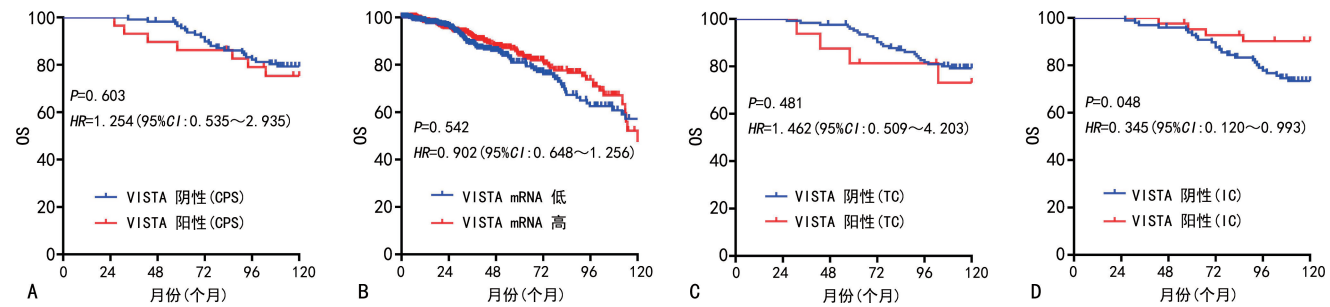 100
80
60
40
20
0
OS
P=0.603
HR=1.254(95%CI:0.535～2.935)
VISTA 阴性(CPS)
VISTA 阳性(CPS)
0 24 48 72 96 120
月份(个月)
A
100
80
60
40
20
0
OS
P=0.542
HR=0.902(95%CI:0.648～1.256)
VISTA mRNA 低
VISTA mRNA 高
0 24 48 72 96 120
月份(个月)
B
100
80
60
40
20
0
OS
P=0.481
HR=1.462(95%CI:0.509～4.203)
VISTA 阴性(TC)
VISTA 阳性(TC)
0 24 48 72 96 120
月份(个月)
C
100
80
60
40
20
0
OS
P=0.048
HR=0.345(95%CI:0.120～0.993)
VISTA 阴性(IC)
VISTA 阳性(IC)
0 24 48 72 96 120
月份(个月)
D